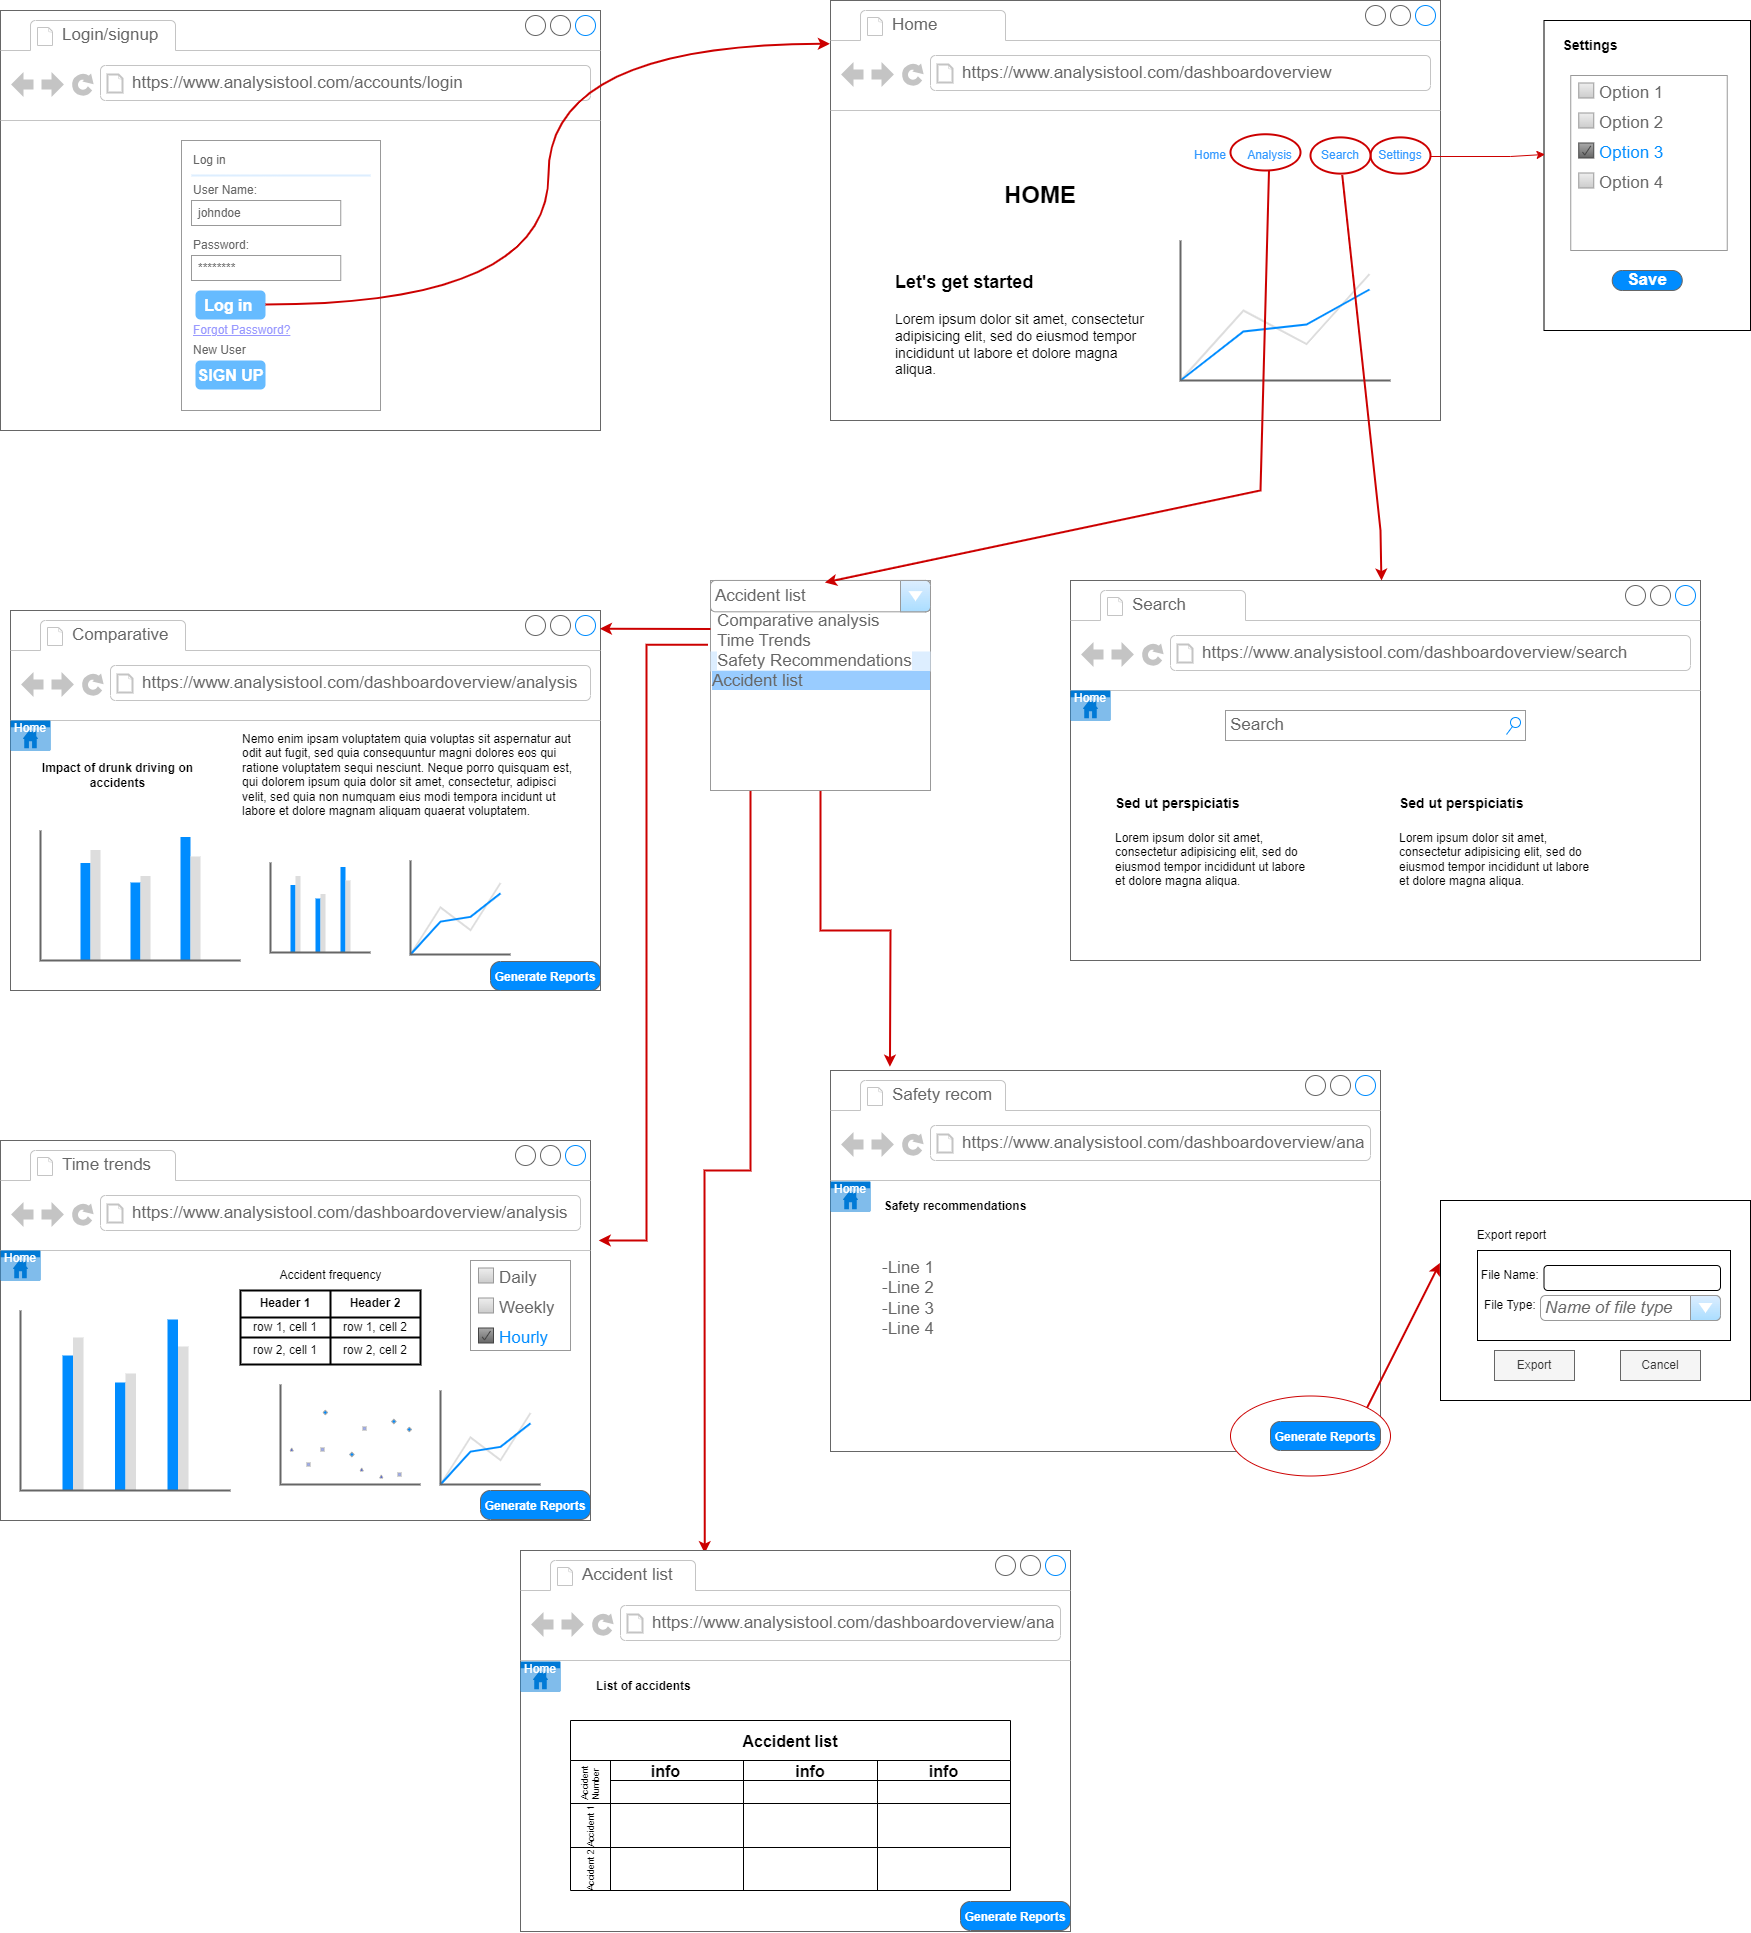 Login/signup
https://www.analysistool.com/accounts/login
Log in
User Name:
johndoe
Password:
********
Log in
Forgot Password?
New User
SIGN UP
Home
https://www.analysistool.com/dashboardoverview
Home
Analysis
Search
Settings
HOME
Let's get started
Lorem ipsum dolor sit amet, consectetur
adipisicing elit, sed do eiusmod tempor
incididunt ut labore et dolore magna
aliqua.
Settings
Option 1
Option 2
Option 3
Option 4
Save
Comparative
https://www.analysistool.com/dashboardoverview/analysis
Home
Impact of drunk driving on
accidents
Nemo enim ipsam voluptatem quia voluptas sit aspernatur aut
odit aut fugit, sed quia consequuntur magni dolores eos qui
ratione voluptatem sequi nesciunt. Neque porro quisquam est,
qui dolorem ipsum quia dolor sit amet, consectetur, adipisci
velit, sed quia non numquam eius modi tempora incidunt ut
labore et dolore magnam aliquam quaerat voluptatem.
Generate Reports
Accident list
Comparative analysis
Time Trends
Safety Recommendations
Accident list
Search
https://www.analysistool.com/dashboardoverview/search
Home
Search
Sed ut perspiciatis
Lorem ipsum dolor sit amet,
consectetur adipisicing elit, sed do
eiusmod tempor incididunt ut labore
et dolore magna aliqua.
Sed ut perspiciatis
Lorem ipsum dolor sit amet,
consectetur adipisicing elit, sed do
eiusmod tempor incididunt ut labore
et dolore magna aliqua.
Time trends
https://www.analysistool.com/dashboardoverview/analysis
Home
Accident frequency
Header 1 Header 2
row 1, cell 1 row 1, cell 2
row 2, cell 1 row 2, cell 2
Daily
Weekly
Hourly
Generate Reports
Safety recom
https://www.analysistool.com/dashboardoverview/ana
Home
Safety recommendations
-Line 1
-Line 2
-Line 3
-Line 4
Generate Reports
Export report
File Name:
File Type: Name of file type
Export
Cancel
Accident list
https://www.analysistool.com/dashboardoverview/ana
Home
List of accidents
Accident list
Accident
Number
info info info
Accident 1
Accident 2
Generate Reports